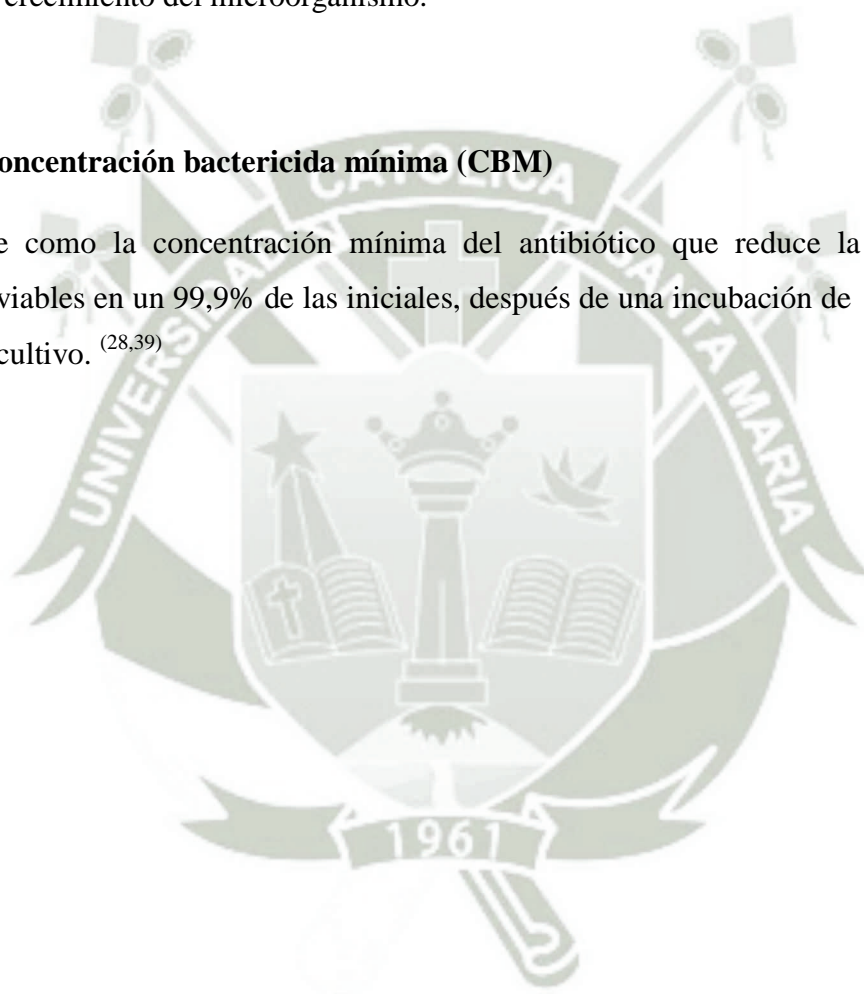 crecimiento del microorganismo.
oncentración bactericida mínima (CBM)
e como la concentración mínima del antibiótico que reduce la
viables en un 99,9% de las iniciales, después de una incubación de
cultivo. (28,39)
UNIVERSIDAD CATOLICA SANTA MARIA
1961